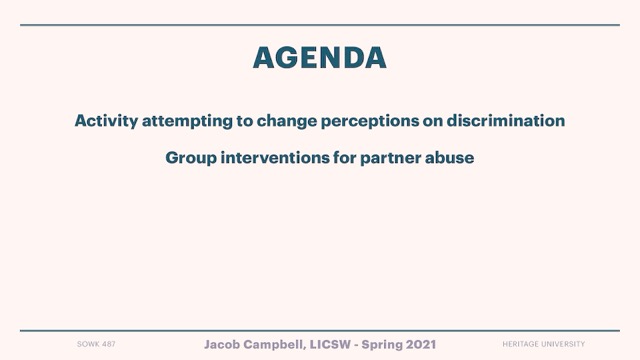 AGENDA
Activity attempting to change perceptions on discrimination
Group interventions for partner abuse
SOWK 487 Jacob Campbell, LICSW - Spring 2021 HERITAGE UNIVERSITY